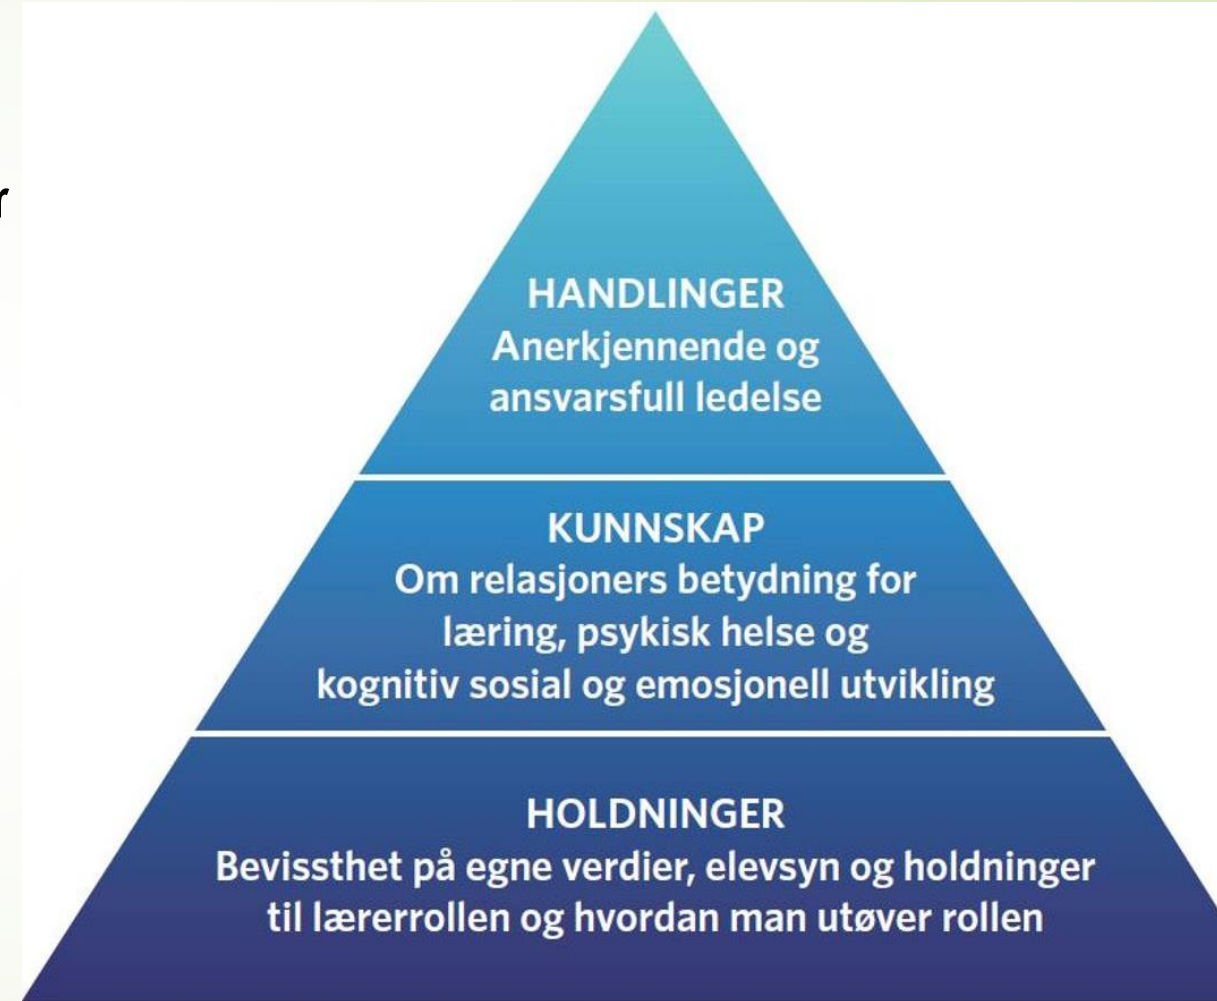 r
HANDLINGER
Anerkjennende og
ansvarsfull ledelse
KUNNSKAP
Om relasjoners betydning for
læring, psykisk helse og
kognitiv sosial og emosjonell utvikling
HOLDNINGER
Bevissthet på egne verdier, elevsyn og holdninger
til lærerrollen og hvordan man utøver rollen